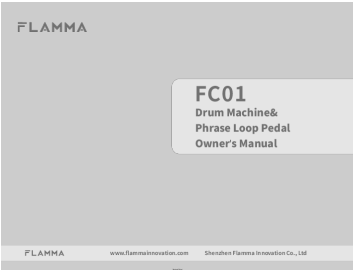 FLAMMA
FC01
Drum Machine&
Phrase Loop Pedal
Owner's Manual
FLAMMA www.flammainnovation.com Shenzhen Flamma Innovation Co., Ltd